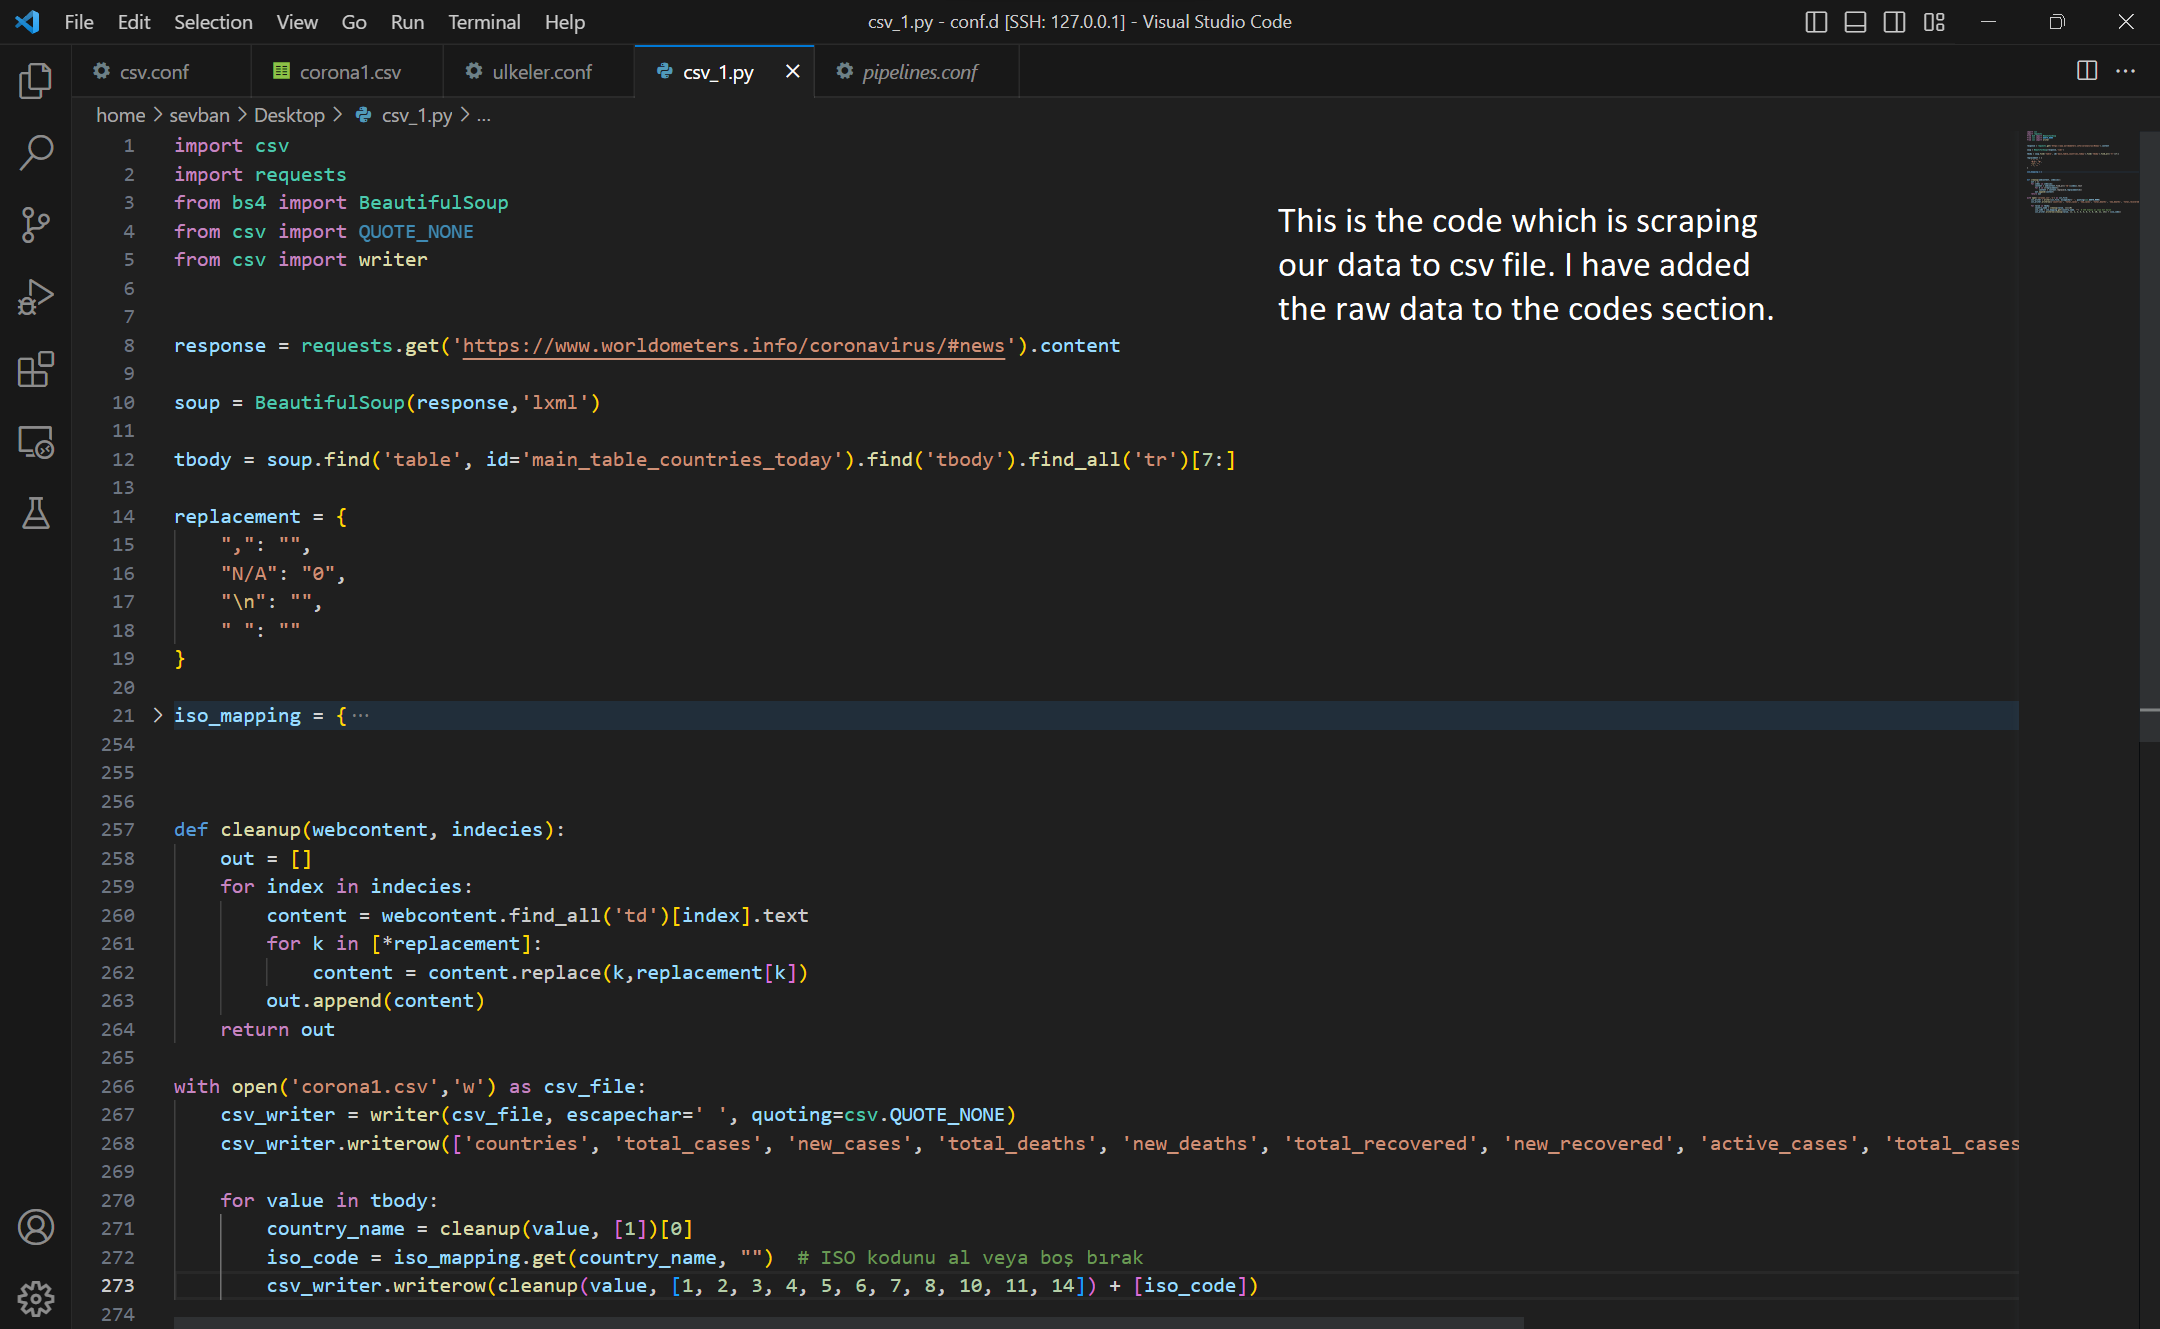 File Edit Selection View Go Run Terminal Help
csv_1.py - conf.d [SSH: 127.0.0.1] - Visual Studio Code
csv.conf
corona1.csv
ulkeler.conf
csv_1.py
pipelines.conf
home > sevban > Desktop > csv_1.py > ...
1 import csv
2 import requests
3 from bs4 import BeautifulSoup
4 from csv import QUOTE_NONE
5 from csv import writer
6
7
8 response = requests.get('https://www.worldometers.info/coronavirus/#news').content
9
10 soup = BeautifulSoup(response,'lxml')
11
12 tbody = soup.find('table', id='main_table_countries_today').find('tbody').find_all('tr')[7:]
13
14 replacement = {
15     ",": "",
16     "N/A": "0",
17     "\n": "",
18     " ": ""
19 }
20
21 iso_mapping = { ...
254
255
256
257 def cleanup(webcontent, indecies):
258     out = []
259     for index in indecies:
260         content = webcontent.find_all('td')[index].text
261         for k in [*replacement]:
262             content = content.replace(k,replacement[k])
263         out.append(content)
264     return out
265
266 with open('corona1.csv','w') as csv_file:
267     csv_writer = writer(csv_file, escapechar=' ', quoting=csv.QUOTE_NONE)
268     csv_writer.writerow(['countries', 'total_cases', 'new_cases', 'total_deaths', 'new_deaths', 'total_recovered', 'new_recovered', 'active_cases', 'total_cases
269
270     for value in tbody:
271         country_name = cleanup(value, [1])[0]
272         iso_code = iso_mapping.get(country_name, "")  # ISO kodunu al veya boş bırak
273         csv_writer.writerow(cleanup(value, [1, 2, 3, 4, 5, 6, 7, 8, 10, 11, 14]) + [iso_code])
274
This is the code which is scraping
our data to csv file. I have added
the raw data to the codes section.